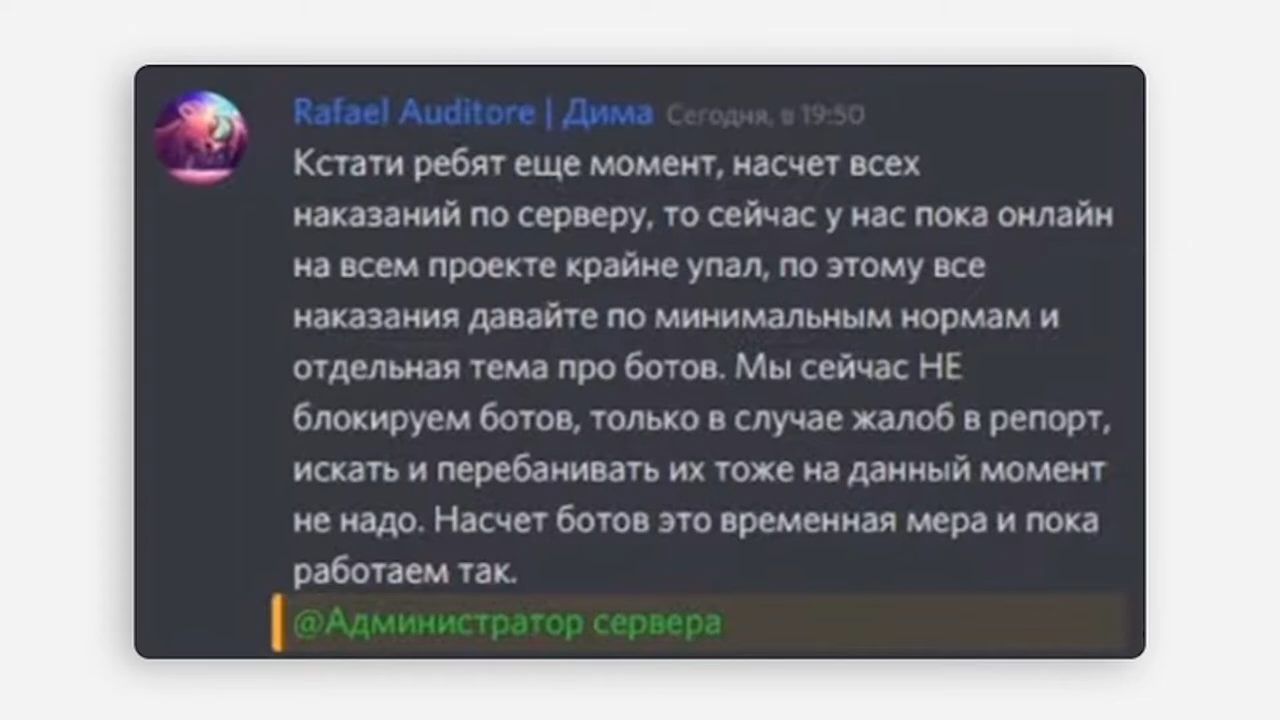 Rafael Auditore | Дима Сегодня, в 19:50
Кстати ребят еще момент, насчет всех
наказаний по серверу, то сейчас у нас пока онлайн
на всем проекте крайне упал, по этому все
наказания давайте по минимальным нормам и
отдельная тема про ботов. Мы сейчас НЕ
блокируем ботов, только в случае жалоб в репорт,
искать и перебанивать их тоже на данный момент
не надо. Насчет ботов это временная мера и пока
работаем так.
@Администратор сервера